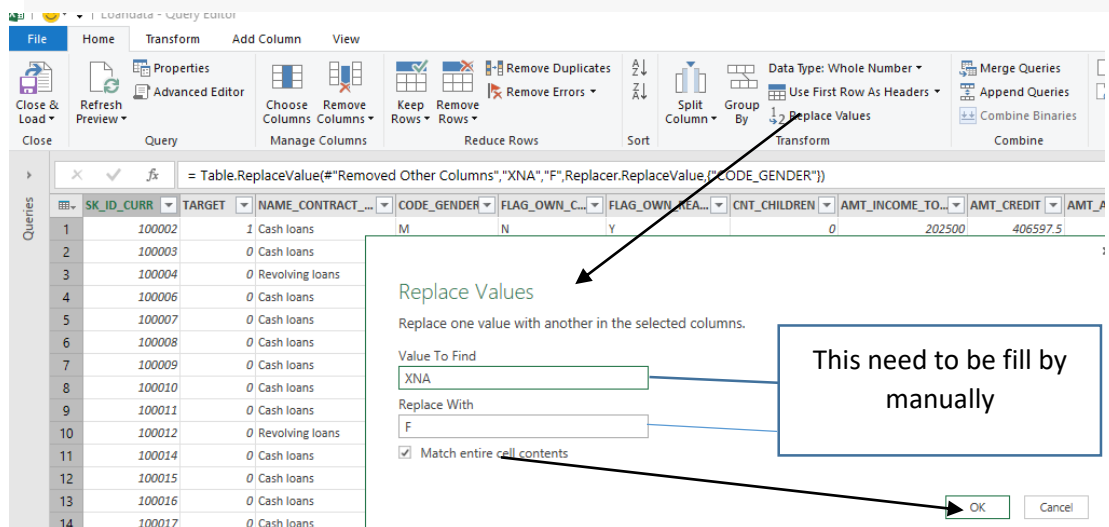 Loandata - Query Editor
File Home Transform Add Column View
Close & Load
Refresh Preview
Properties
Advanced Editor
Choose Columns
Remove Columns
Keep Rows
Remove Rows
Remove Duplicates
Remove Errors
Split Column
Group By
Data Type: Whole Number
Use First Row As Headers
Replace Values
Merge Queries
Append Queries
Combine Binaries
Close Query Manage Columns Reduce Rows Sort Transform Combine
fx = Table.ReplaceValue(#"Removed Other Columns","XNA","F",Replacer.ReplaceValue,{"CODE_GENDER"})
Queries
SK_ID_CURR TARGET NAME_CONTRACT_... CODE_GENDER FLAG_OWN_C... FLAG_OWN_REA... CNT_CHILDREN AMT_INCOME_TO... AMT_CREDIT AMT_A
1 100002 1 Cash loans M N Y 0 202500 406597.5
2 100003 0 Cash loans
3 100004 0 Revolving loans
4 100006 0 Cash loans
5 100007 0 Cash loans
6 100008 0 Cash loans
7 100009 0 Cash loans
8 100010 0 Cash loans
9 100011 0 Cash loans
10 100012 0 Revolving loans
11 100014 0 Cash loans
12 100015 0 Cash loans
13 100016 0 Cash loans
14 100017 0 Cash loans
Replace Values
Replace one value with another in the selected columns.
Value To Find
XNA
Replace With
F
Match entire cell contents
OK Cancel
This need to be fill by
manually